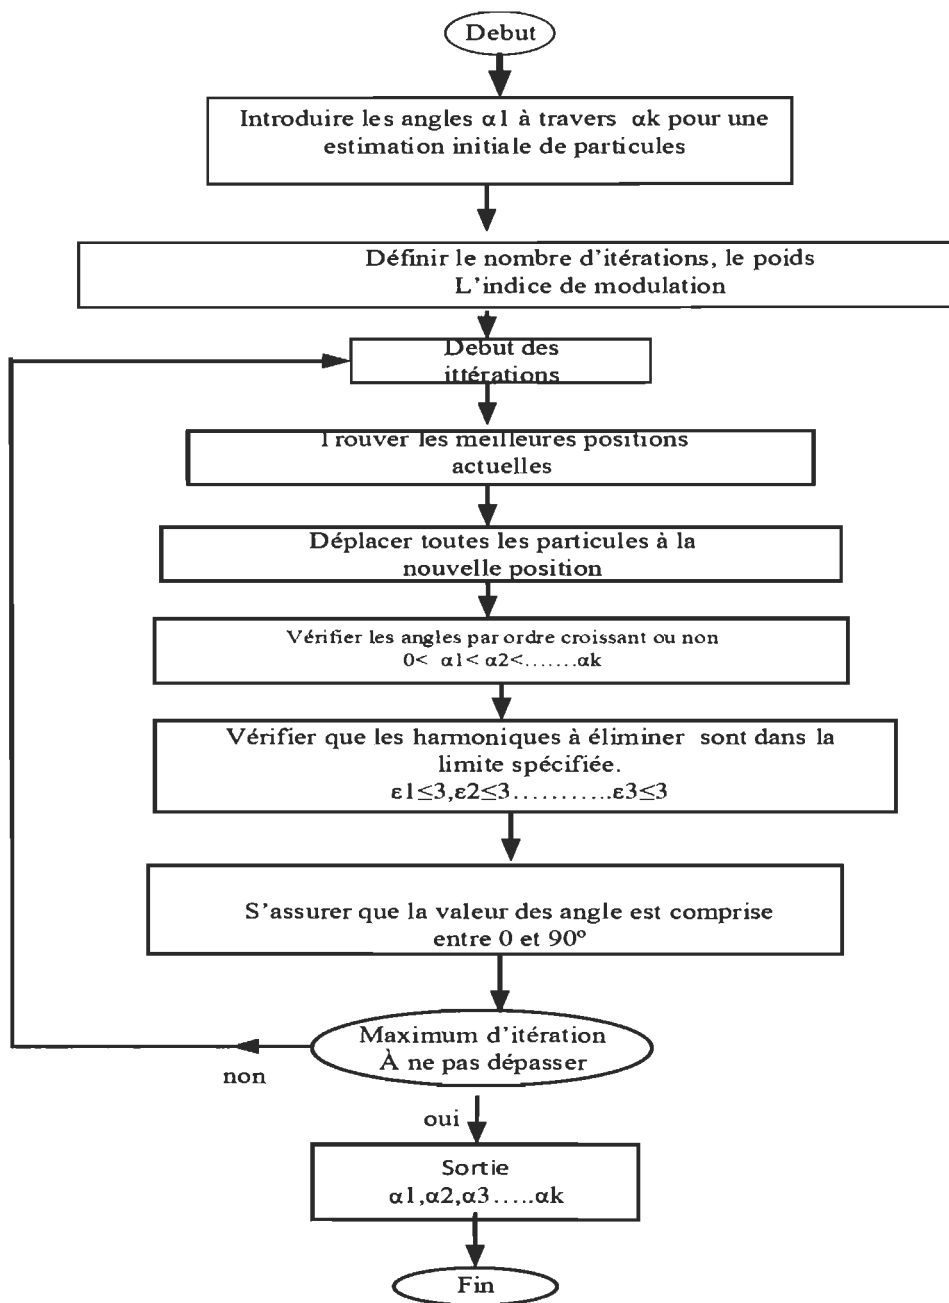 Debut
Introduire les angles α1 à travers αk pour une
estimation initiale de particules
Définir le nombre d'itérations, le poids
L'indice de modulation
Debut des
ittérations
Trouver les meilleures positions
actuelles
Déplacer toutes les particules à la
nouvelle position
Vérifier les angles par ordre croissant ou non
0< α1< α2<.......αk
Vérifier que les harmoniques à éliminer sont dans la
limite spécifiée.
ε1≤3,ε2≤3...........ε3≤3
S'assurer que la valeur des angle est comprise
entre 0 et 90°
Maximum d'itération
À ne pas dépasser
non
oui
Sortie
α1,α2,α3.....αk
Fin